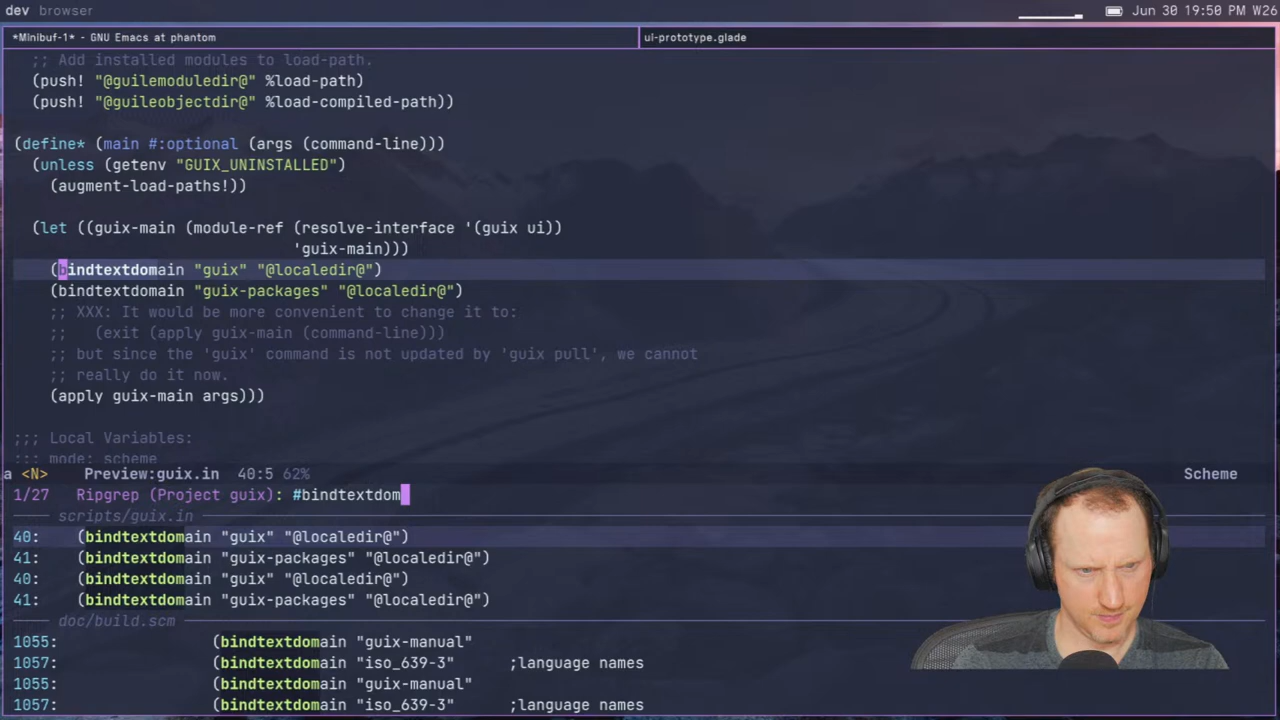 dev browser
Jun 30 19:50 PM W26
*Minibuf-1* - GNU Emacs at phantom
ui-prototype.glade
;; Add installed modules to load-path.
(push! "@guilemoduledir@" %load-path)
(push! "@guileobjectdir@" %load-compiled-path))
(define* (main #:optional (args (command-line)))
(unless (getenv "GUIX_UNINSTALLED")
(augment-load-paths!))
(let ((guix-main (module-ref (resolve-interface '(guix ui))
'guix-main)))
(bindtextdomain "guix" "@localedir@")
(bindtextdomain "guix-packages" "@localedir@")
;; XXX: It would be more convenient to change it to:
;;   (exit (apply guix-main (command-line)))
;; but since the 'guix' command is not updated by 'guix pull', we cannot
;; really do it now.
(apply guix-main args)))
;;; Local Variables:
;;; mode: scheme
a <N> Preview:guix.in 40:5 62% Scheme
1/27 Ripgrep (Project guix): #bindtextdom
scripts/guix.in
40: (bindtextdomain "guix" "@localedir@")
41: (bindtextdomain "guix-packages" "@localedir@")
40: (bindtextdomain "guix" "@localedir@")
41: (bindtextdomain "guix-packages" "@localedir@")
doc/build.scm
1055: (bindtextdomain "guix-manual"
1057: (bindtextdomain "iso_639-3" ;language names
1055: (bindtextdomain "guix-manual"
1057: (bindtextdomain "iso_639-3" ;language names